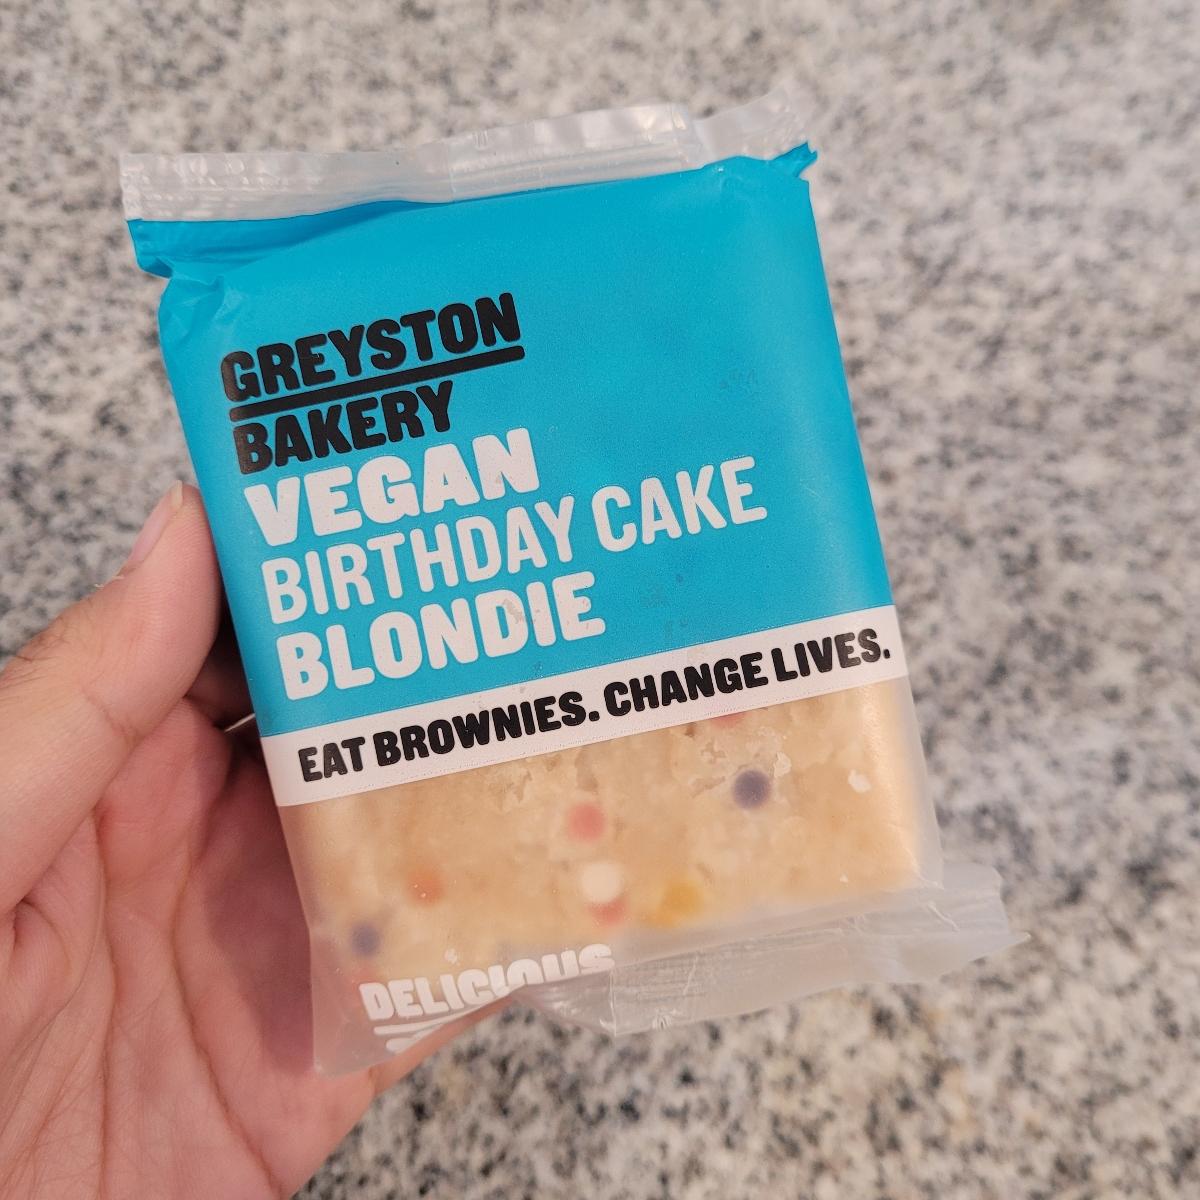 GREYSTON
BAKERY
VEGAN
BIRTHDAY CAKE
BLONDIE
EAT BROWNIES. CHANGE LIVES.
DELICIOUS